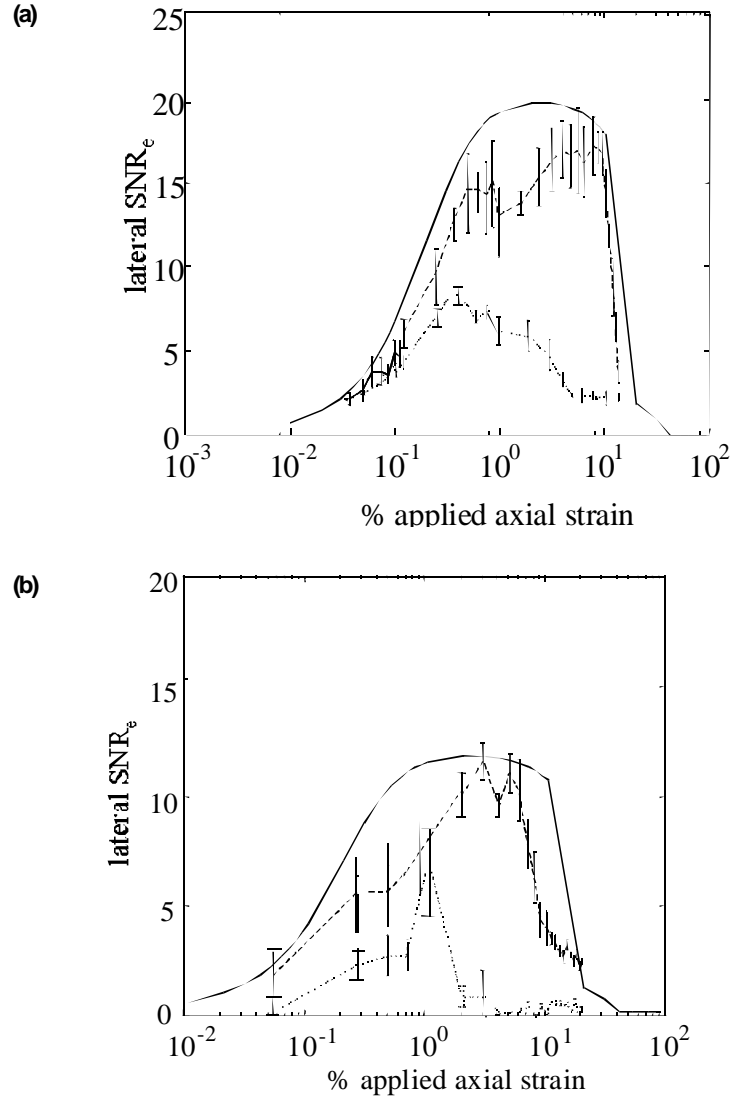 (a)
25
20
15
10
5
0
lateral SNRₑ
10⁻³ 10⁻² 10⁻¹ 10⁰ 10¹ 10²
% applied axial strain
(b)
20
15
10
5
0
lateral SNRₑ
10⁻² 10⁻¹ 10⁰ 10¹ 10²
% applied axial strain